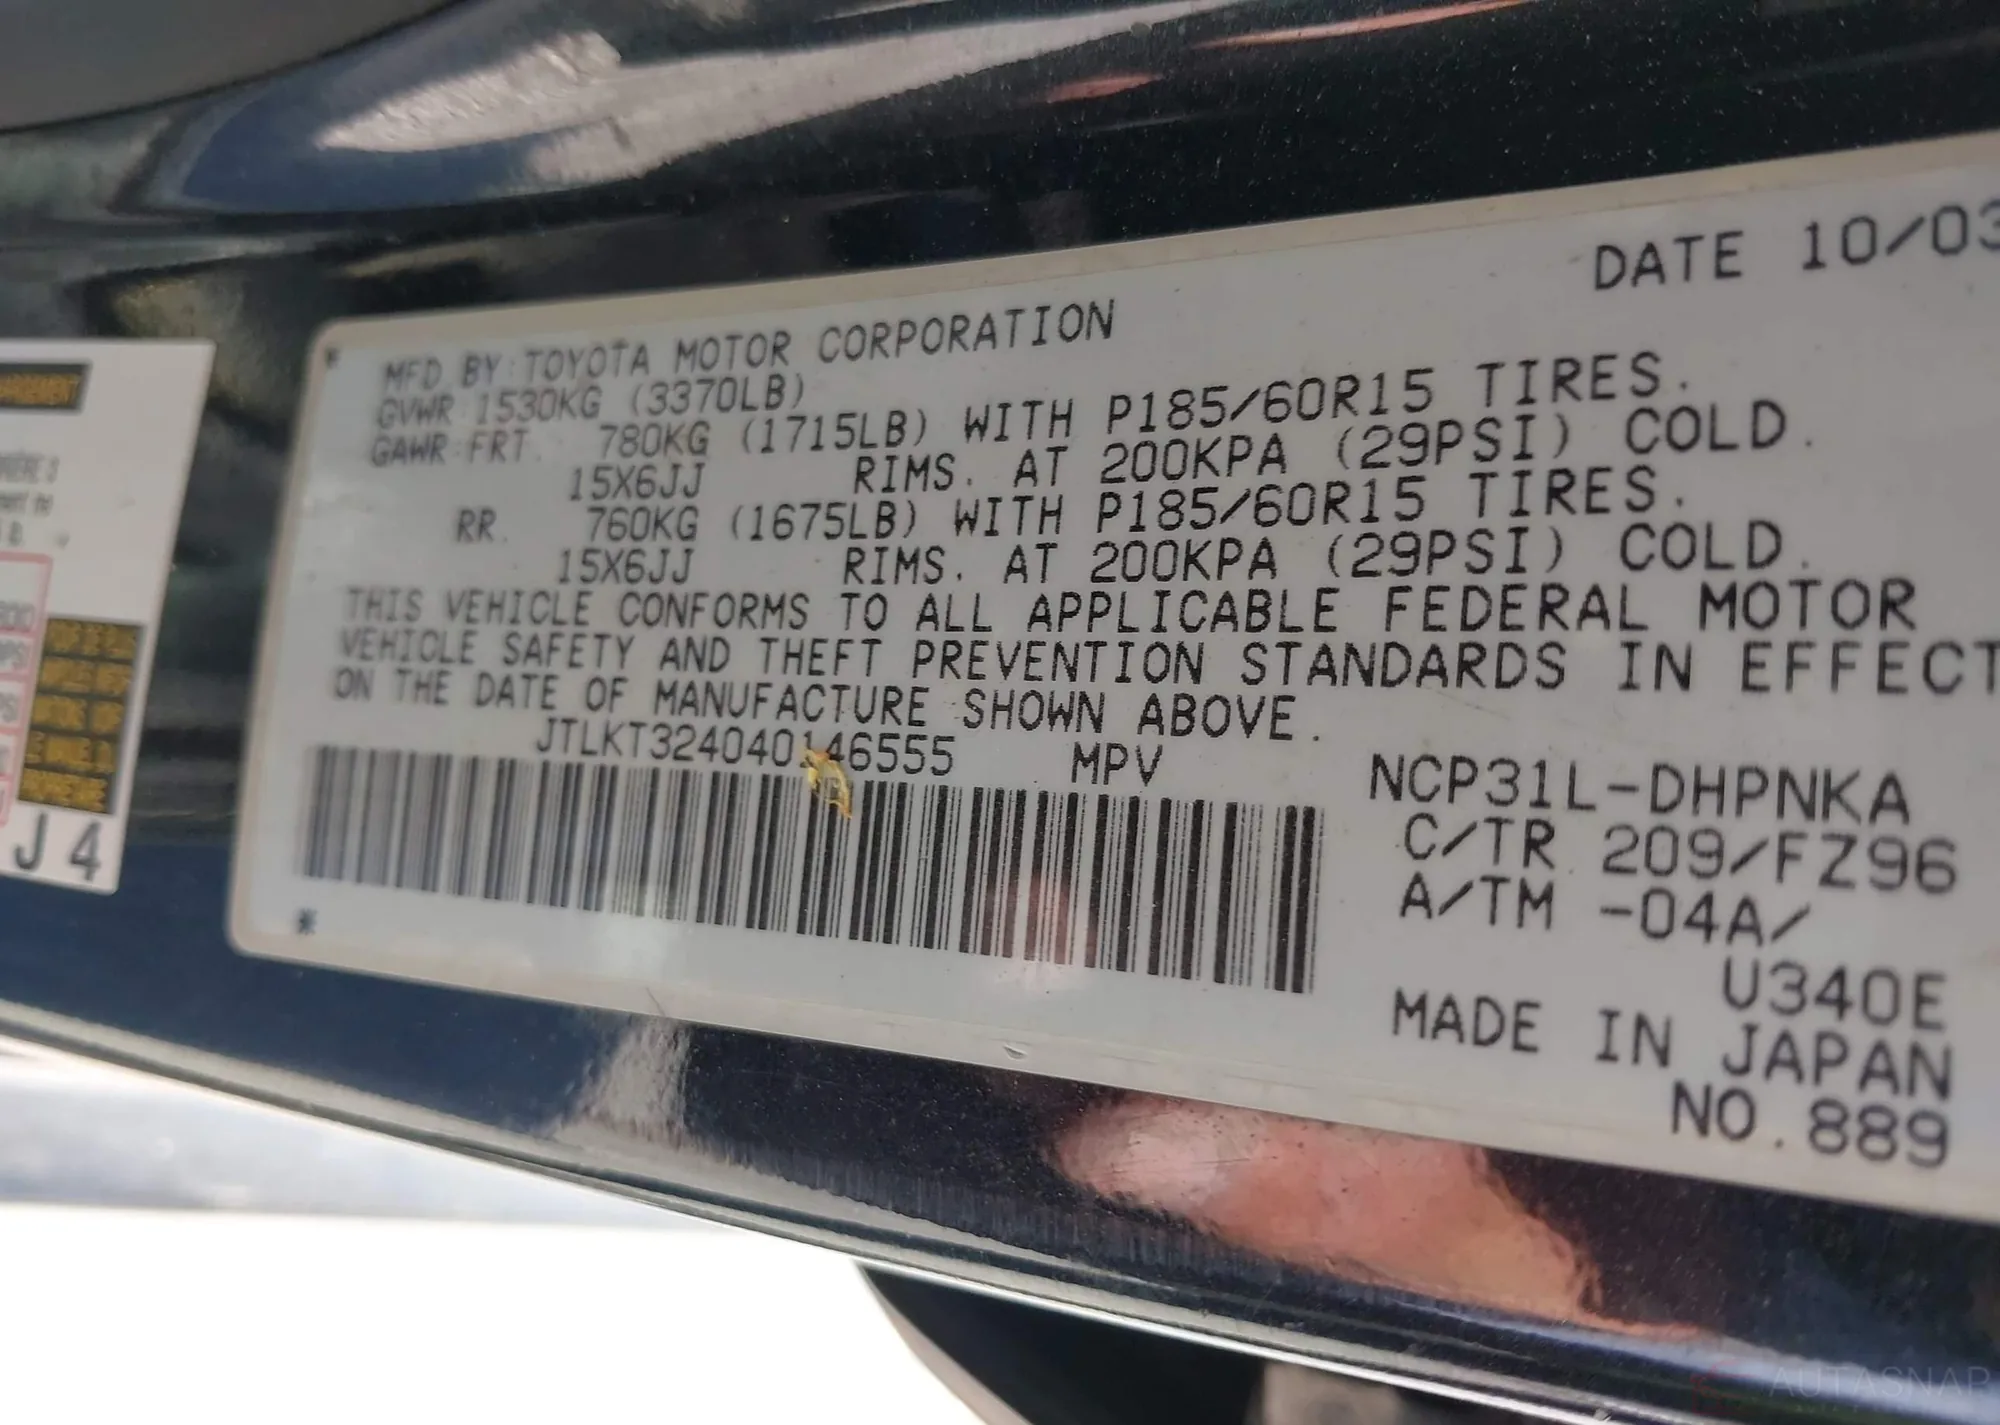 DATE 10/03
MFD BY:TOYOTA MOTOR CORPORATION
GVWR 1530KG (3370LB)
GAWR FRT. 780KG (1715LB) WITH P185/60R15 TIRES.
15X6JJ RIMS. AT 200KPA (29PSI) COLD.
RR. 760KG (1675LB) WITH P185/60R15 TIRES.
15X6JJ RIMS. AT 200KPA (29PSI) COLD.
THIS VEHICLE CONFORMS TO ALL APPLICABLE FEDERAL MOTOR
VEHICLE SAFETY AND THEFT PREVENTION STANDARDS IN EFFECT
ON THE DATE OF MANUFACTURE SHOWN ABOVE.
JTLKT324040146555 MPV
NCP31L-DHPNKA
C/TR 209/FZ96
A/TM -04A/
U340E
MADE IN JAPAN
NO.889
J 4
AUTASNAP